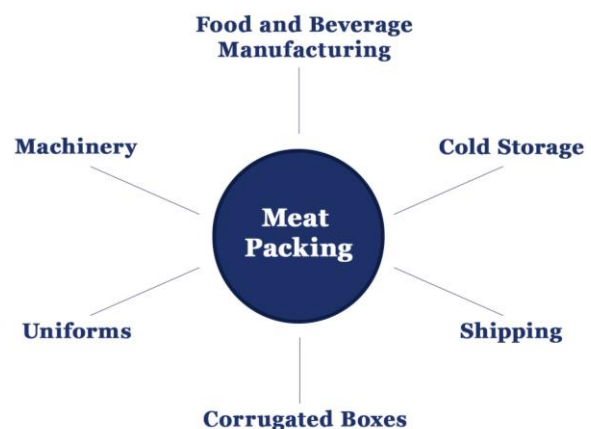 Food and Beverage
Manufacturing
Machinery
Cold Storage
Meat
Packing
Uniforms
Shipping
Corrugated Boxes